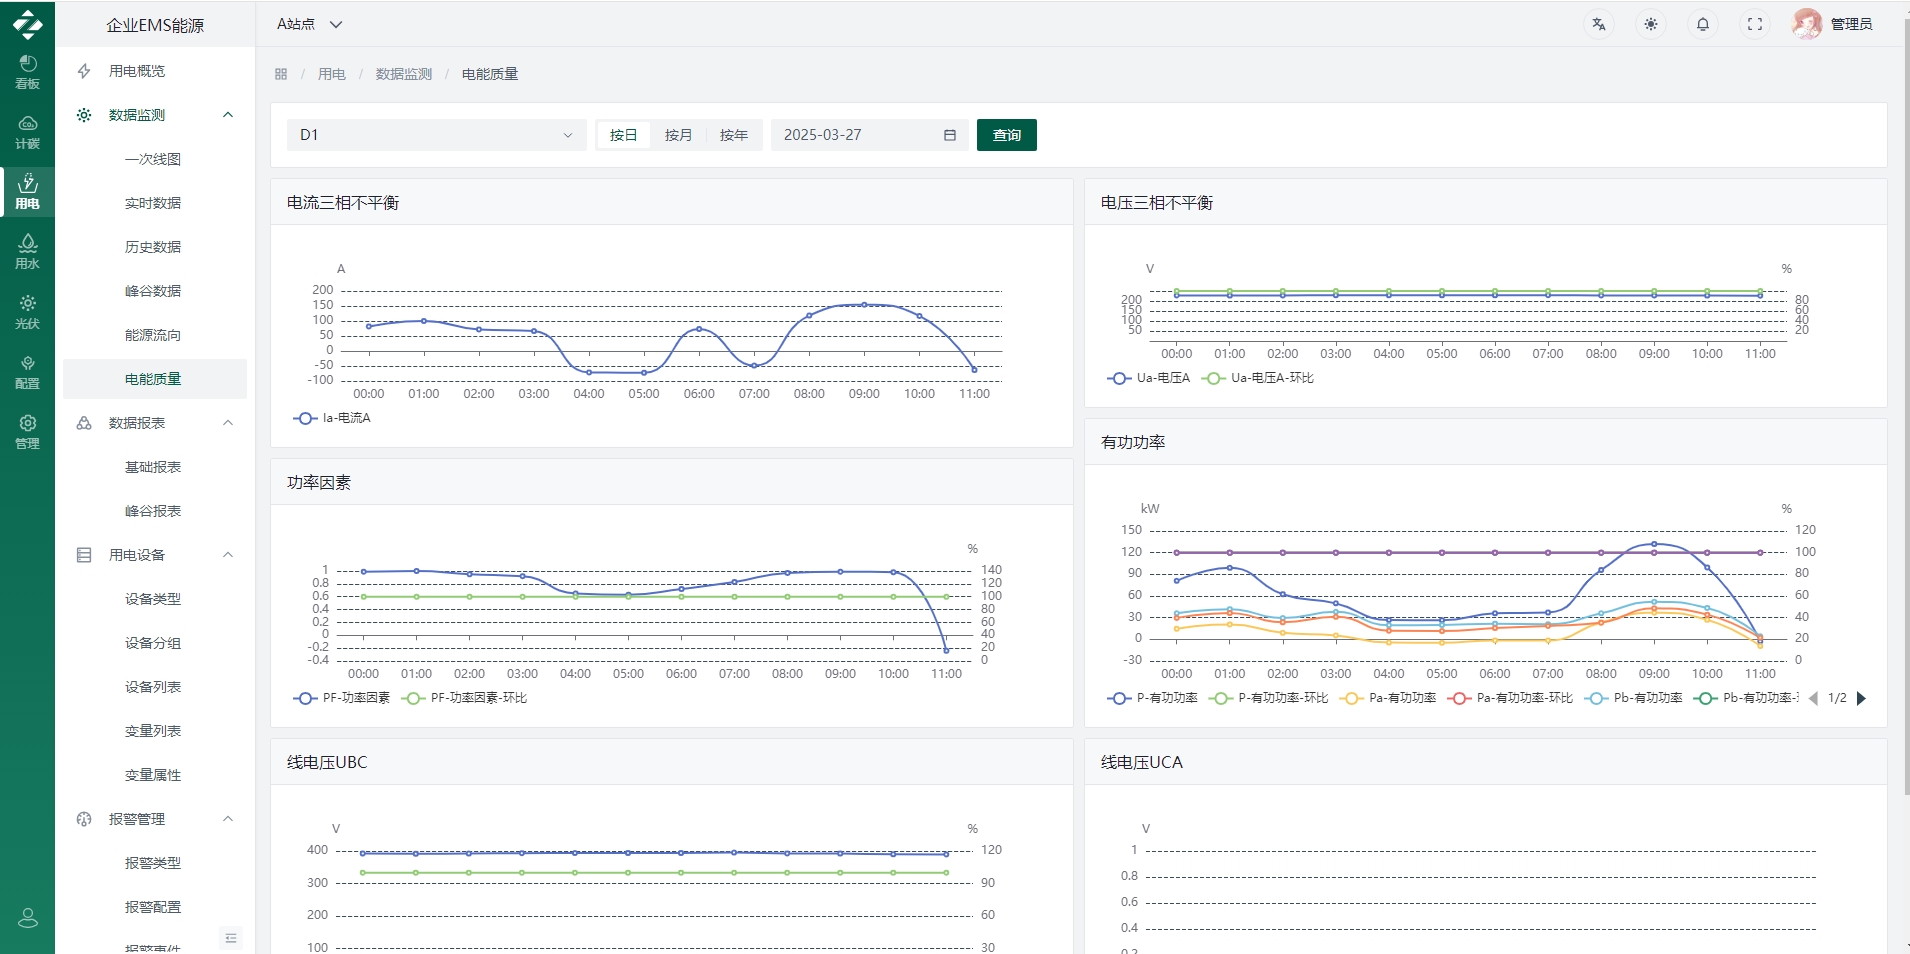 企业EMS能源
A站点
管理员
看板
计碳
用电
用水
光伏
配置
管理
用电概览
数据监测
一次线图
实时数据
历史数据
峰谷数据
能源流向
电能质量
数据报表
基础报表
峰谷报表
用电设备
设备类型
设备分组
设备列表
变量列表
变量属性
报警管理
报警类型
报警配置
报警事件
/ 用电 / 数据监测 / 电能质量
D1
按日 按月 按年
2025-03-27
查询
电流三相不平衡
A
200
150
100
50
0
-50
-100
00:00 01:00 02:00 03:00 04:00 05:00 06:00 07:00 08:00 09:00 10:00 11:00
Ia-电流A
电压三相不平衡
V %
200 80
150 60
100 40
50 20
00:00 01:00 02:00 03:00 04:00 05:00 06:00 07:00 08:00 09:00 10:00 11:00
Ua-电压A Ua-电压A-环比
功率因素
%
1 140
0.8 120
0.6 100
0.4 80
0.2 60
0 40
-0.2 20
-0.4 0
00:00 01:00 02:00 03:00 04:00 05:00 06:00 07:00 08:00 09:00 10:00 11:00
PF-功率因素 PF-功率因素-环比
有功功率
kW %
150 120
120 100
90 80
60 60
30 40
0 20
-30 0
00:00 01:00 02:00 03:00 04:00 05:00 06:00 07:00 08:00 09:00 10:00 11:00
P-有功功率 P-有功功率-环比 Pa-有功功率 Pa-有功功率-环比 Pb-有功功率 Pb-有功功率- 1/2
线电压UBC
V %
400 120
300 90
200 60
100 30
线电压UCA
V
1
0.8
0.6
0.4
0.2